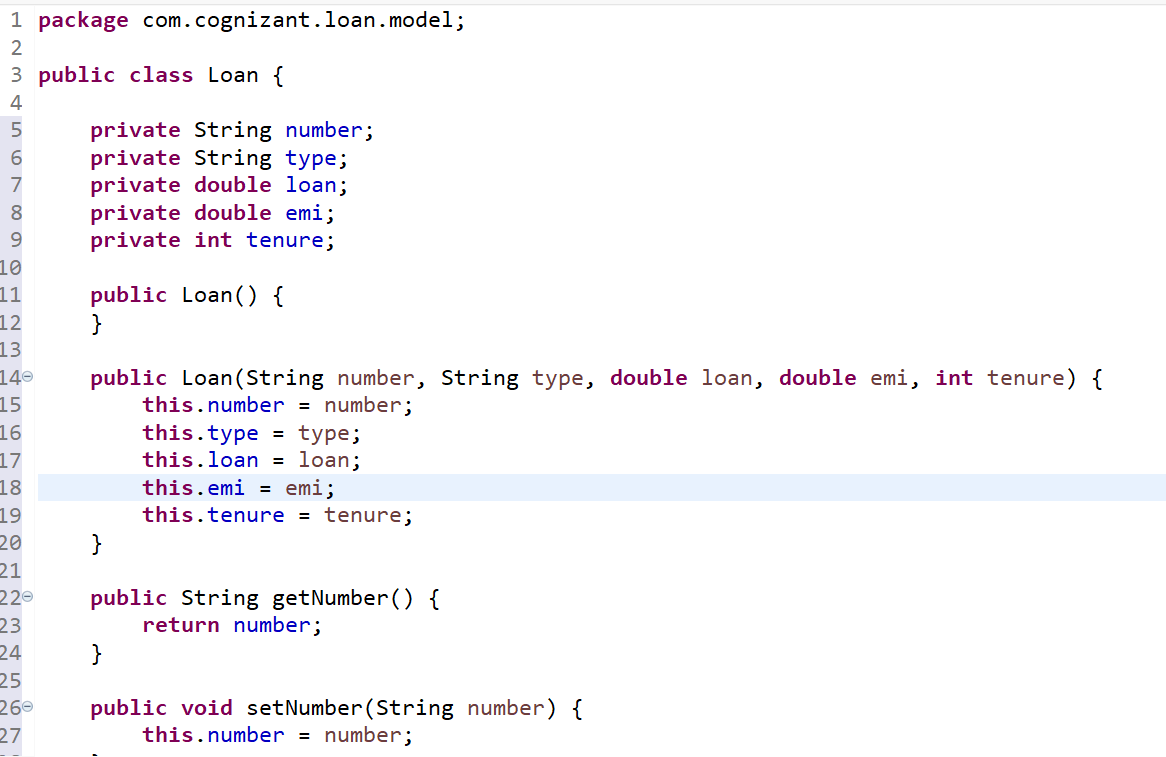 1 package com.cognizant.loan.model;
2
3 public class Loan {
4
5     private String number;
6     private String type;
7     private double loan;
8     private double emi;
9     private int tenure;
10
11     public Loan() {
12     }
13
14     public Loan(String number, String type, double loan, double emi, int tenure) {
15         this.number = number;
16         this.type = type;
17         this.loan = loan;
18         this.emi = emi;
19         this.tenure = tenure;
20     }
21
22     public String getNumber() {
23         return number;
24     }
25
26     public void setNumber(String number) {
27         this.number = number;